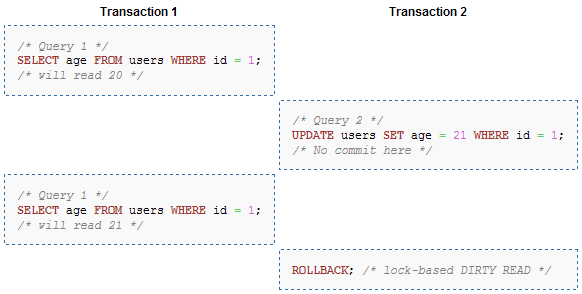 Transaction 1
Transaction 2
/* Query 1 */
SELECT age FROM users WHERE id = 1;
/* will read 20 */
/* Query 2 */
UPDATE users SET age = 21 WHERE id = 1;
/* No commit here */
/* Query 1 */
SELECT age FROM users WHERE id = 1;
/* will read 21 */
ROLLBACK; /* lock-based DIRTY READ */